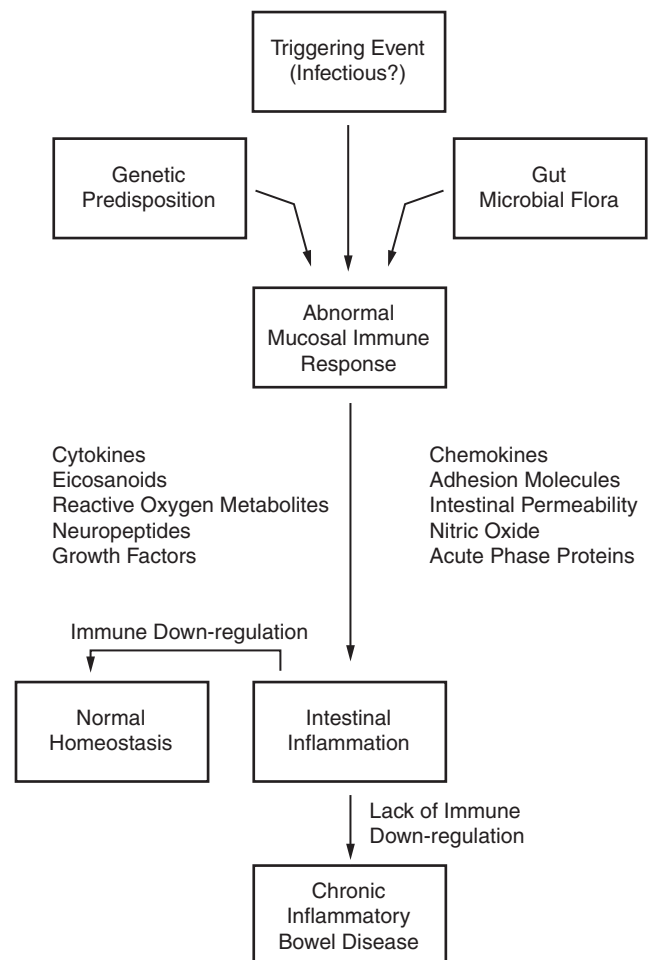 Triggering Event
(Infectious?)
Genetic
Predisposition
Gut
Microbial Flora
Abnormal
Mucosal Immune
Response
Cytokines
Eicosanoids
Reactive Oxygen Metabolites
Neuropeptides
Growth Factors
Chemokines
Adhesion Molecules
Intestinal Permeability
Nitric Oxide
Acute Phase Proteins
Immune Down-regulation
Normal
Homeostasis
Intestinal
Inflammation
Lack of Immune
Down-regulation
Chronic
Inflammatory
Bowel Disease